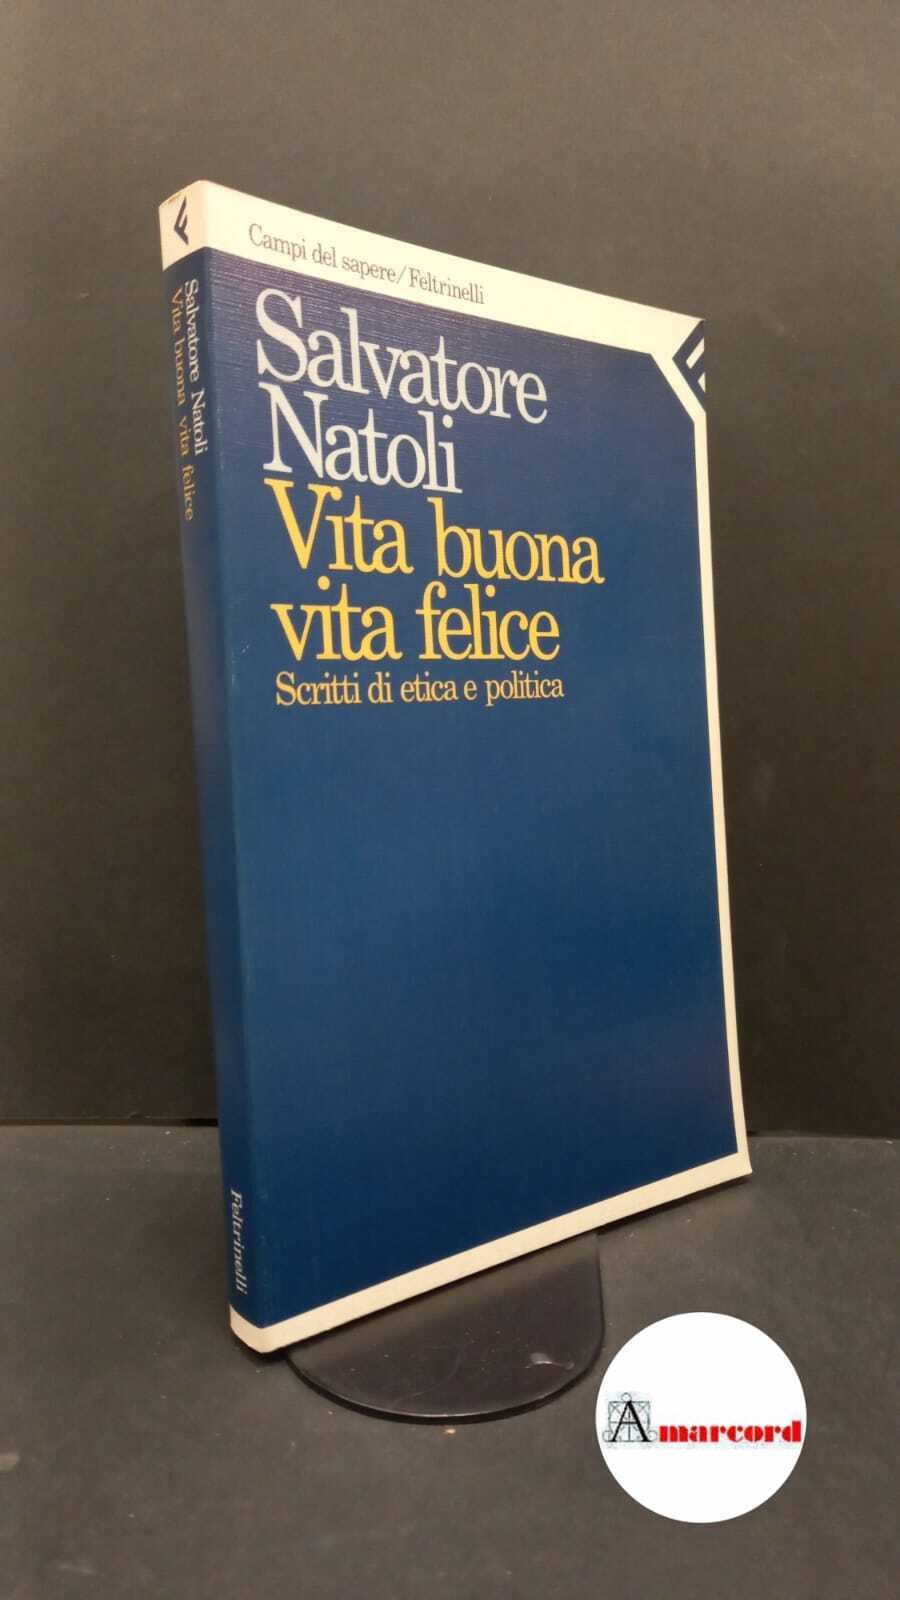 Campi del sapere/Feltrinelli
Salvatore
Natoli
Vita buona
vita felice
Scritti di etica e politica
Salvatore Natoli
Vita buona vita felice
Feltrinelli
Amarcord